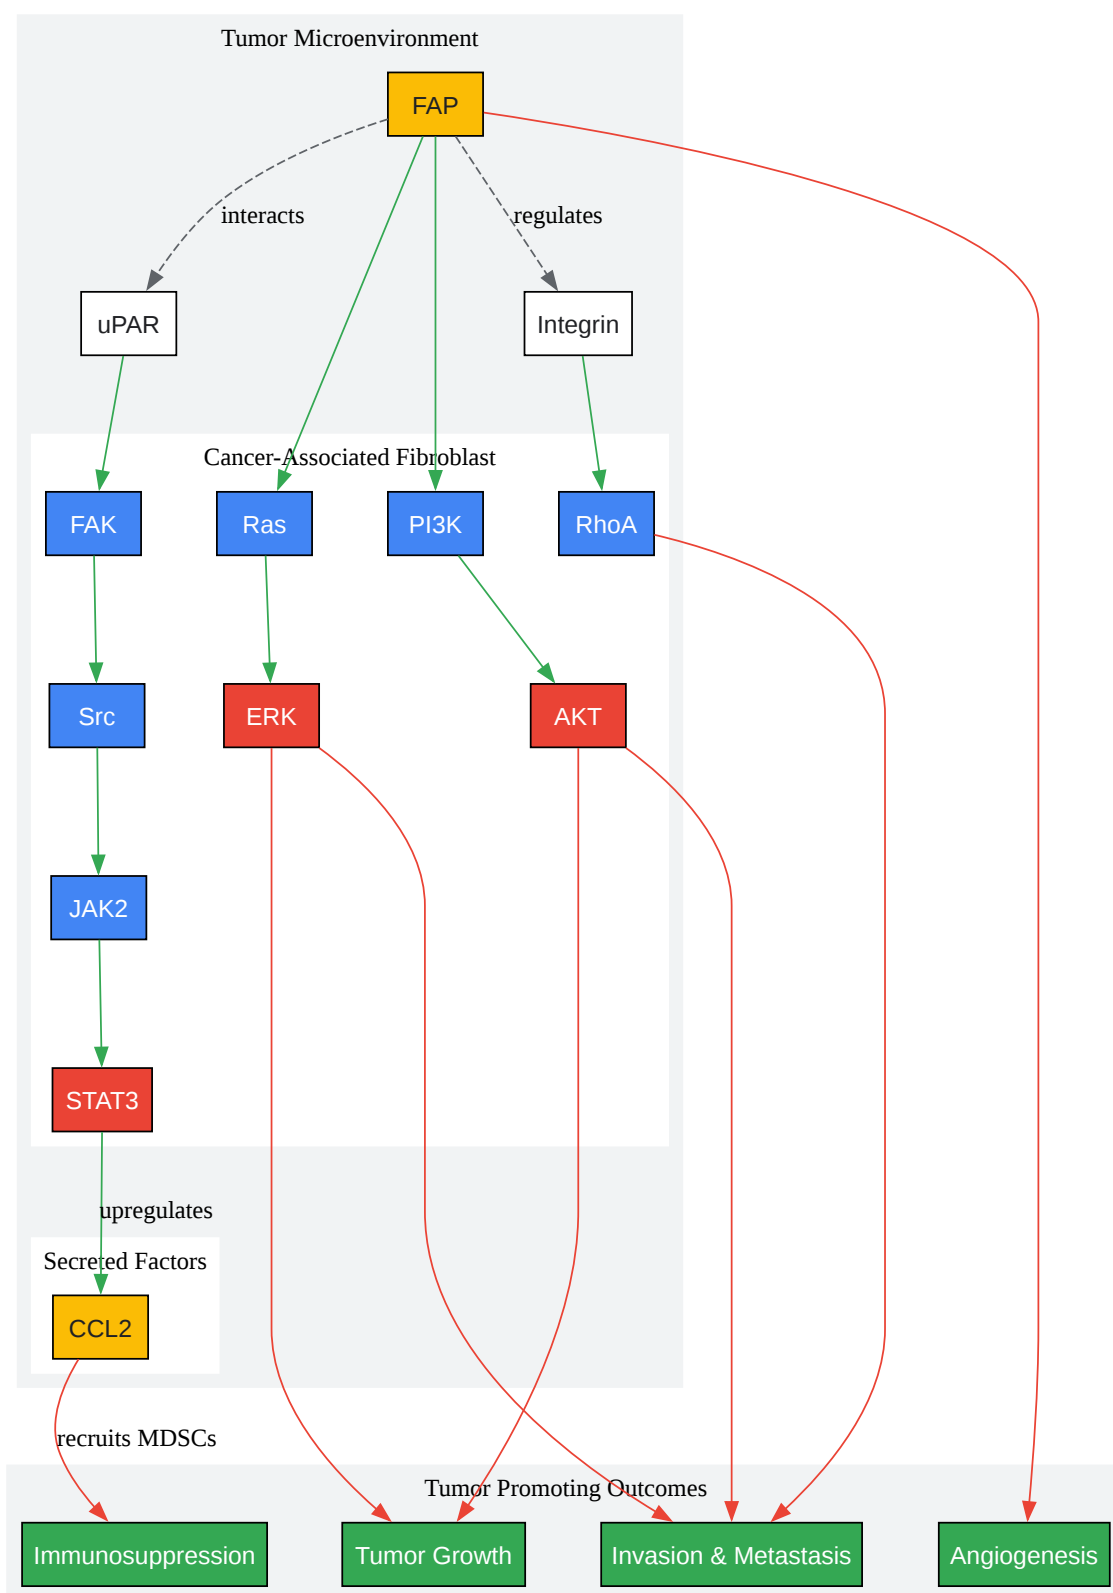 Tumor Microenvironment
FAP
interacts
regulates
uPAR
Integrin
Cancer-Associated Fibroblast
FAK
Ras
PI3K
RhoA
Src
ERK
AKT
JAK2
STAT3
upregulates
Secreted Factors
CCL2
recruits MDSCs
Tumor Promoting Outcomes
Immunosuppression
Tumor Growth
Invasion & Metastasis
Angiogenesis